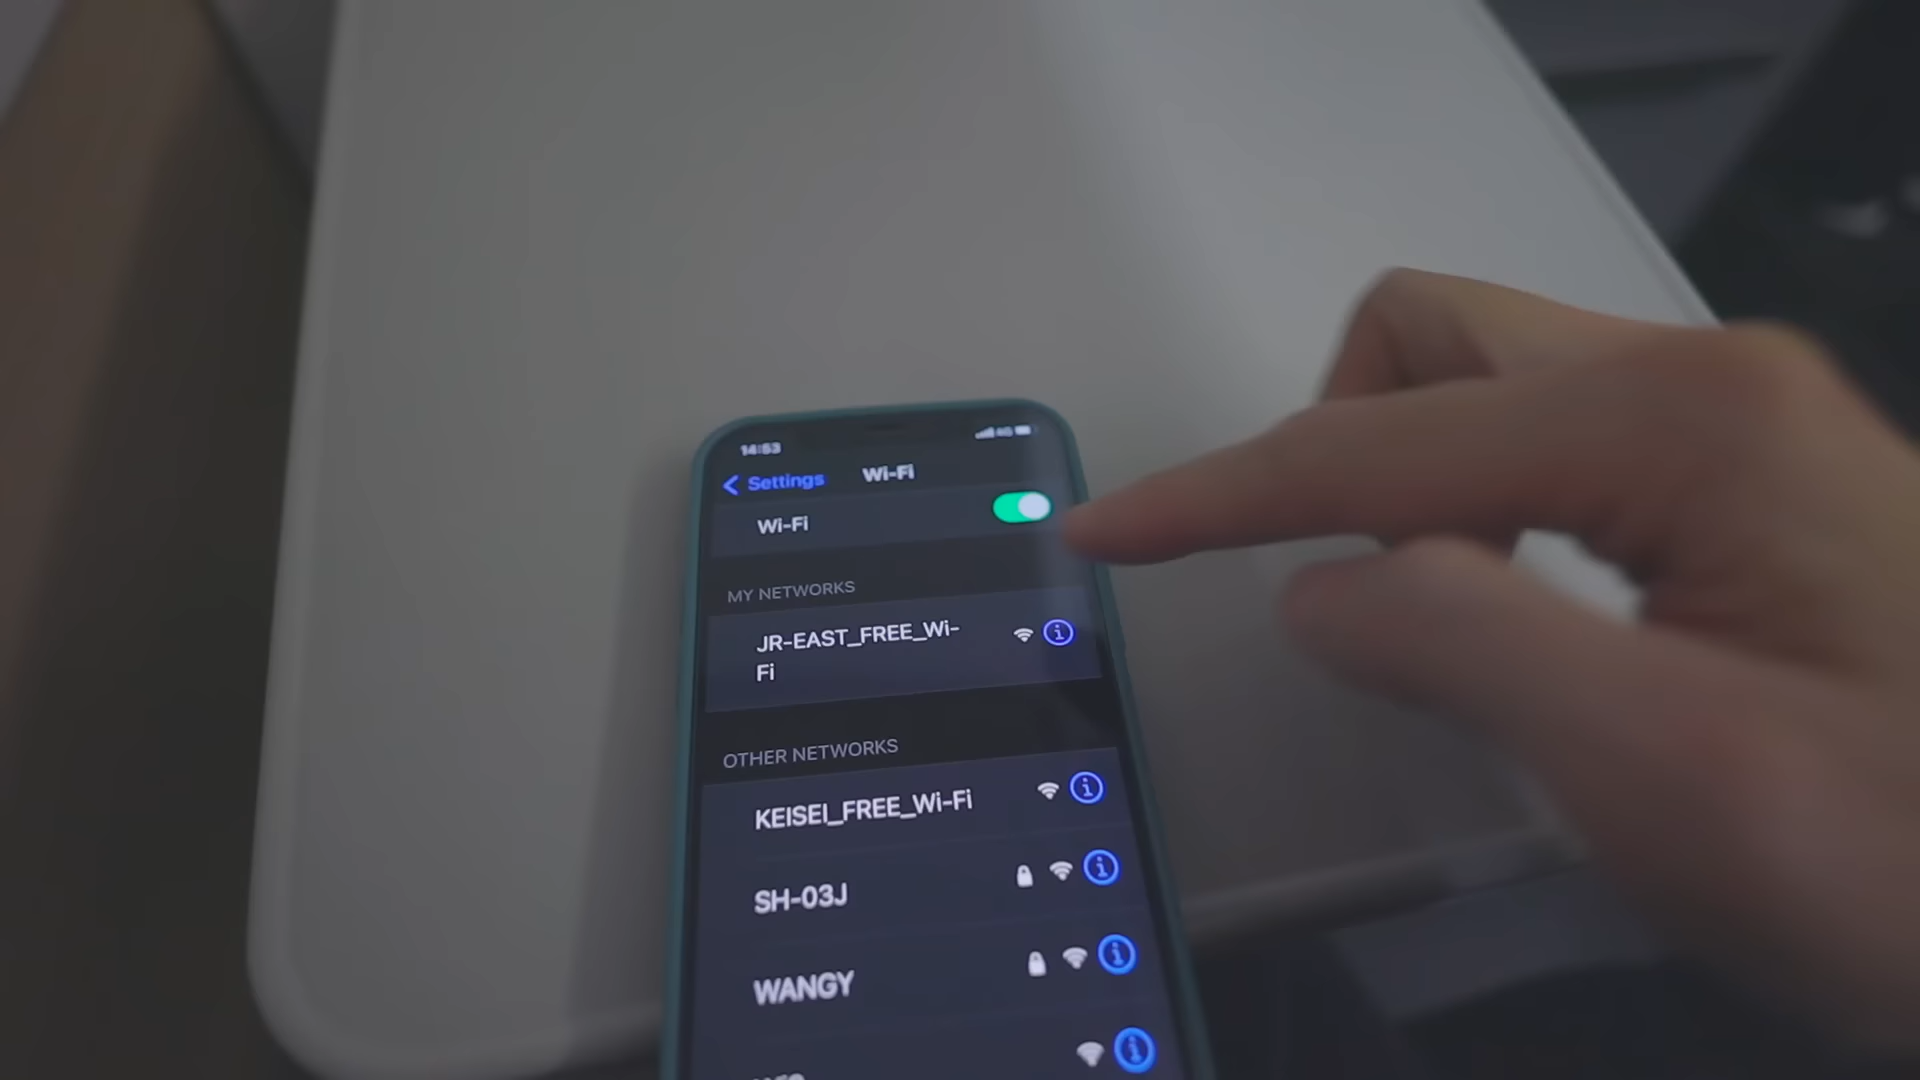 14:53
4G
Settings
Wi-Fi
Wi-Fi
MY NETWORKS
JR-EAST_FREE_Wi-
Fi
OTHER NETWORKS
KEISEI_FREE_Wi-Fi
SH-03J
WANGY